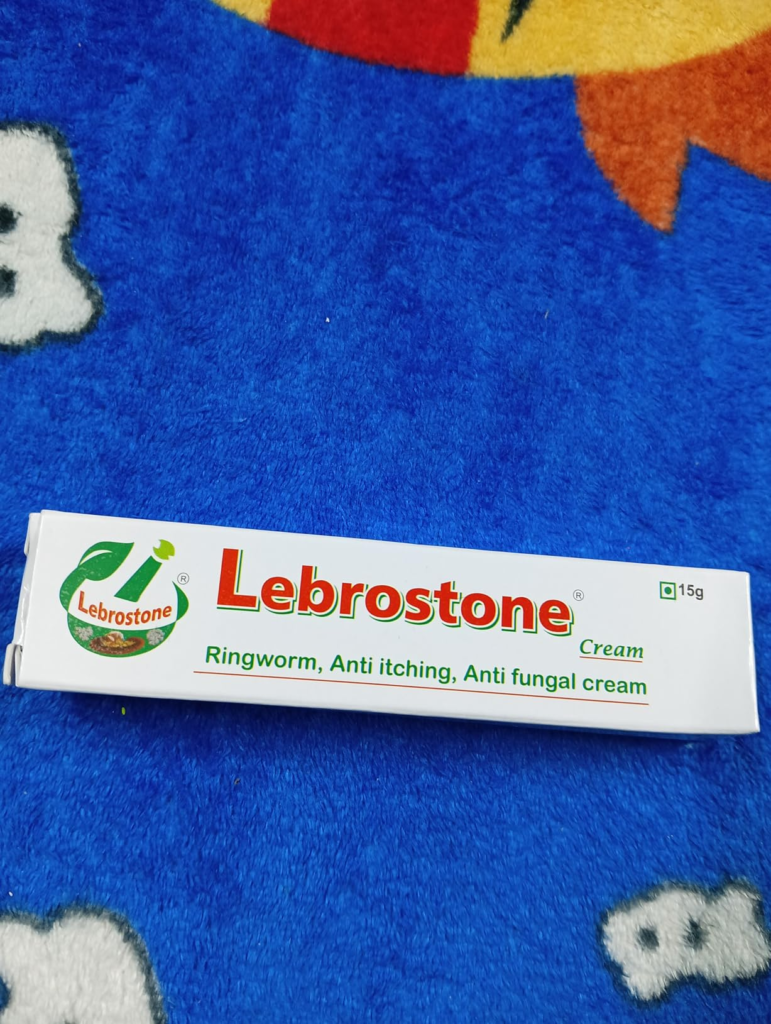 Lebrostone ®
Lebrostone®
Cream
Ringworm, Anti itching, Anti fungal cream
15g